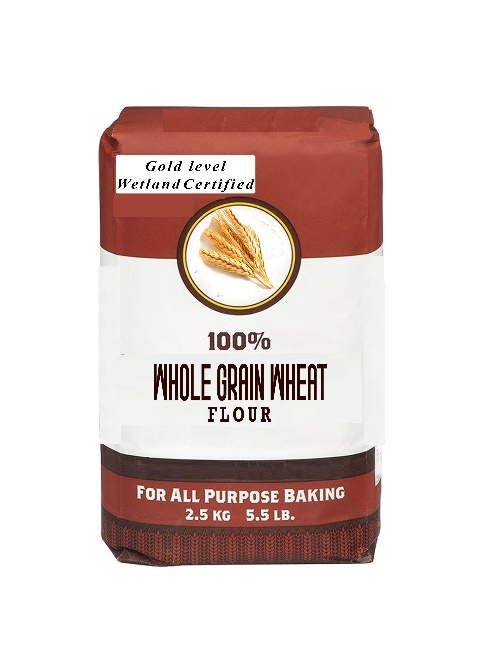 Gold level
Wetland Certified
100%
WHOLE GRAIN WHEAT
FLOUR
FOR ALL PURPOSE BAKING
2.5 KG 5.5 LB.